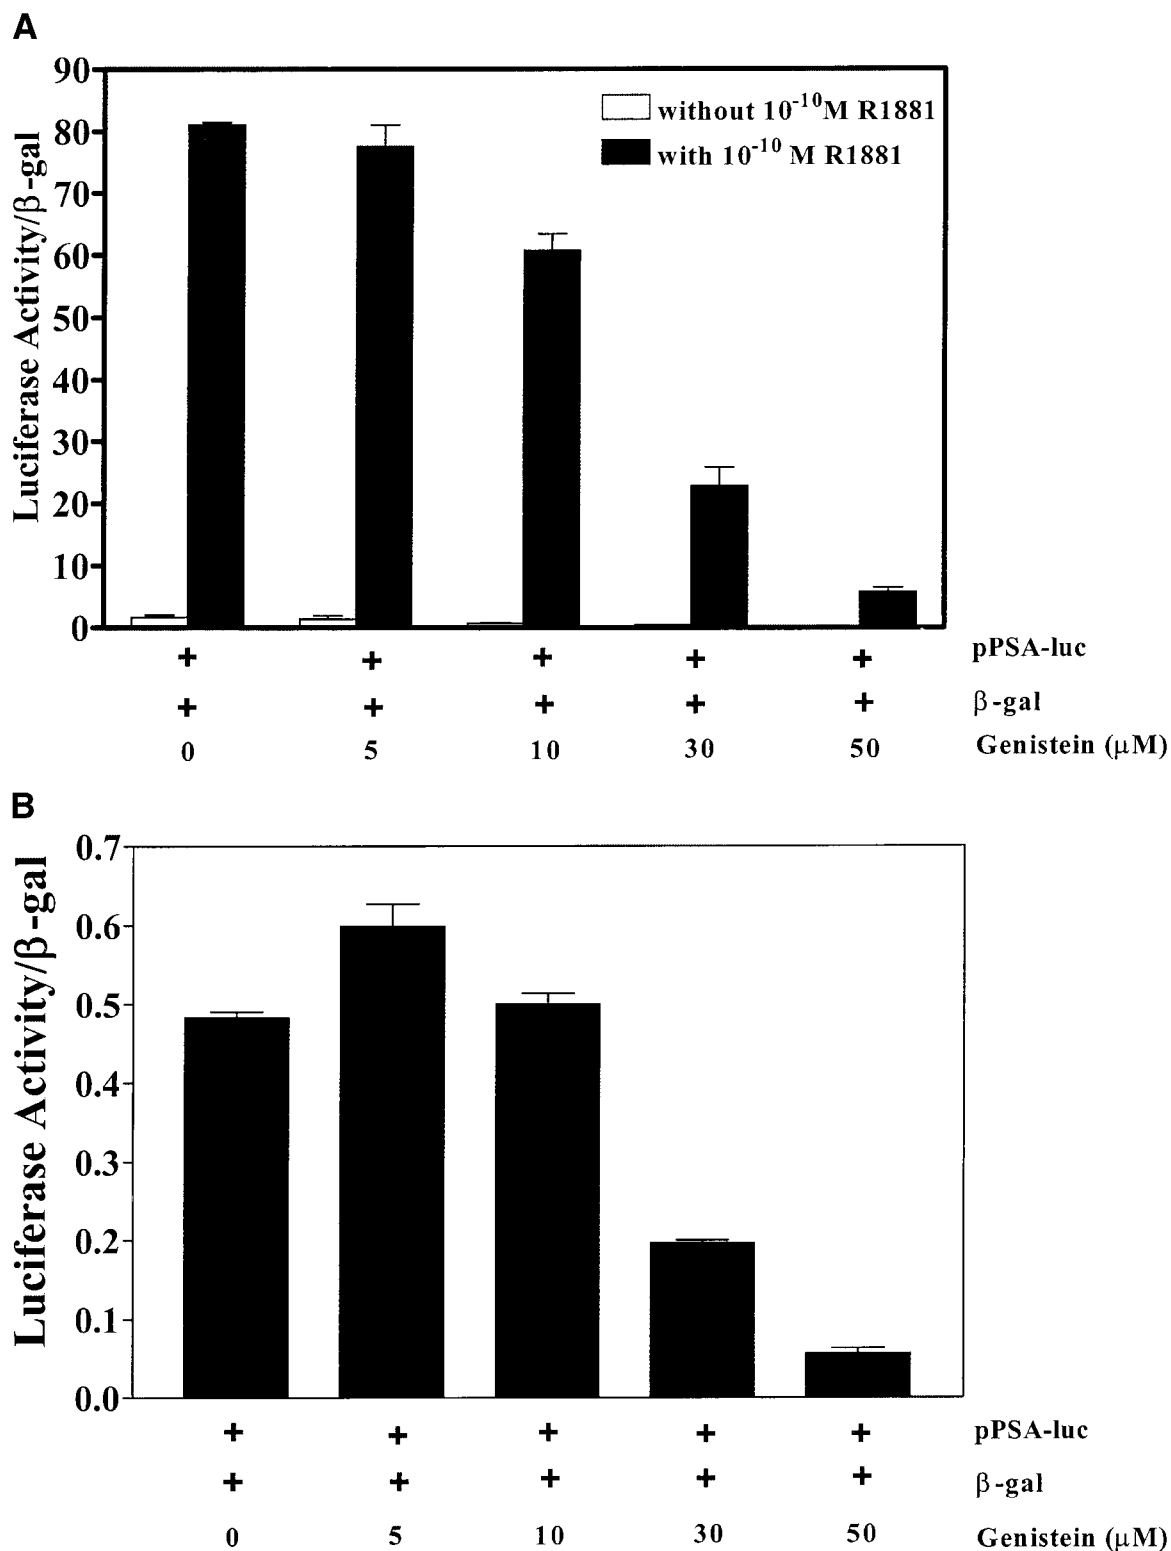 A
Luciferase Activity/β-gal
90
80
70
60
50
40
30
20
10
0
without 10⁻¹⁰M R1881
with 10⁻¹⁰ M R1881
+ + + + + pPSA-luc
+ + + + + β-gal
0 5 10 30 50 Genistein (μM)
B
Luciferase Activity/β-gal
0.7
0.6
0.5
0.4
0.3
0.2
0.1
0.0
+ + + + + pPSA-luc
+ + + + + β-gal
0 5 10 30 50 Genistein (μM)